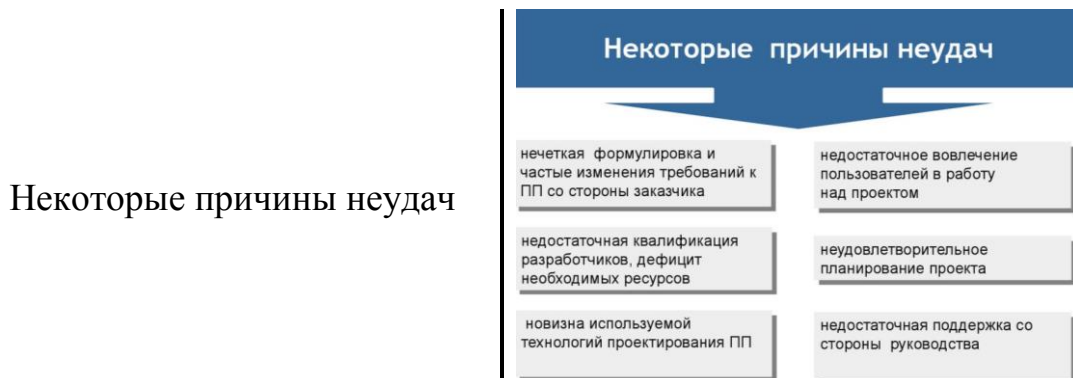 Некоторые причины неудач
Некоторые причины неудач
нечеткая формулировка и
частые изменения требований к
ПП со стороны заказчика
недостаточное вовлечение
пользователей в работу
над проектом
недостаточная квалификация
разработчиков, дефицит
необходимых ресурсов
неудовлетворительное
планирование проекта
новизна используемой
технологий проектирования ПП
недостаточная поддержка со
стороны руководства